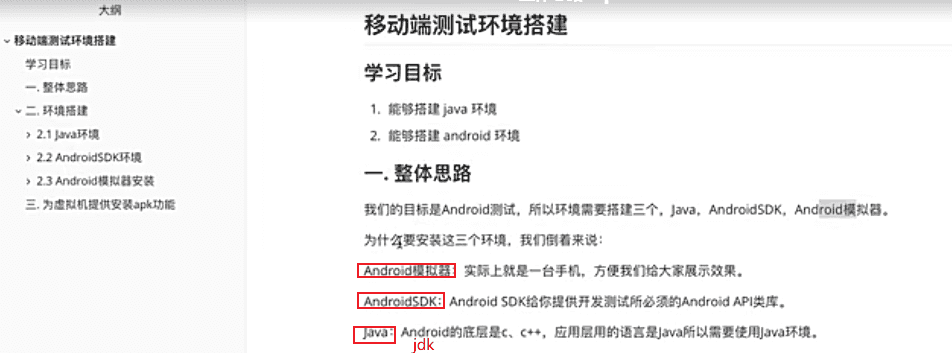 大纲
移动端测试环境搭建
学习目标
一. 整体思路
二. 环境搭建
2.1 Java环境
2.2 AndroidSDK环境
2.3 Android模拟器安装
三. 为虚拟机提供安装apk功能
移动端测试环境搭建
学习目标
1. 能够搭建 java 环境
2. 能够搭建 android 环境
一. 整体思路
我们的目标是Android测试，所以环境需要搭建三个，Java，AndroidSDK，Android模拟器。
为什么要安装这三个环境，我们倒着来说：
Android模拟器：实际上就是一台手机，方便我们给大家展示效果。
AndroidSDK：Android SDK给你提供开发测试所必须的Android API类库。
Java：Android的底层是c、c++，应用层用的语言是Java所以需要使用Java环境。
jdk